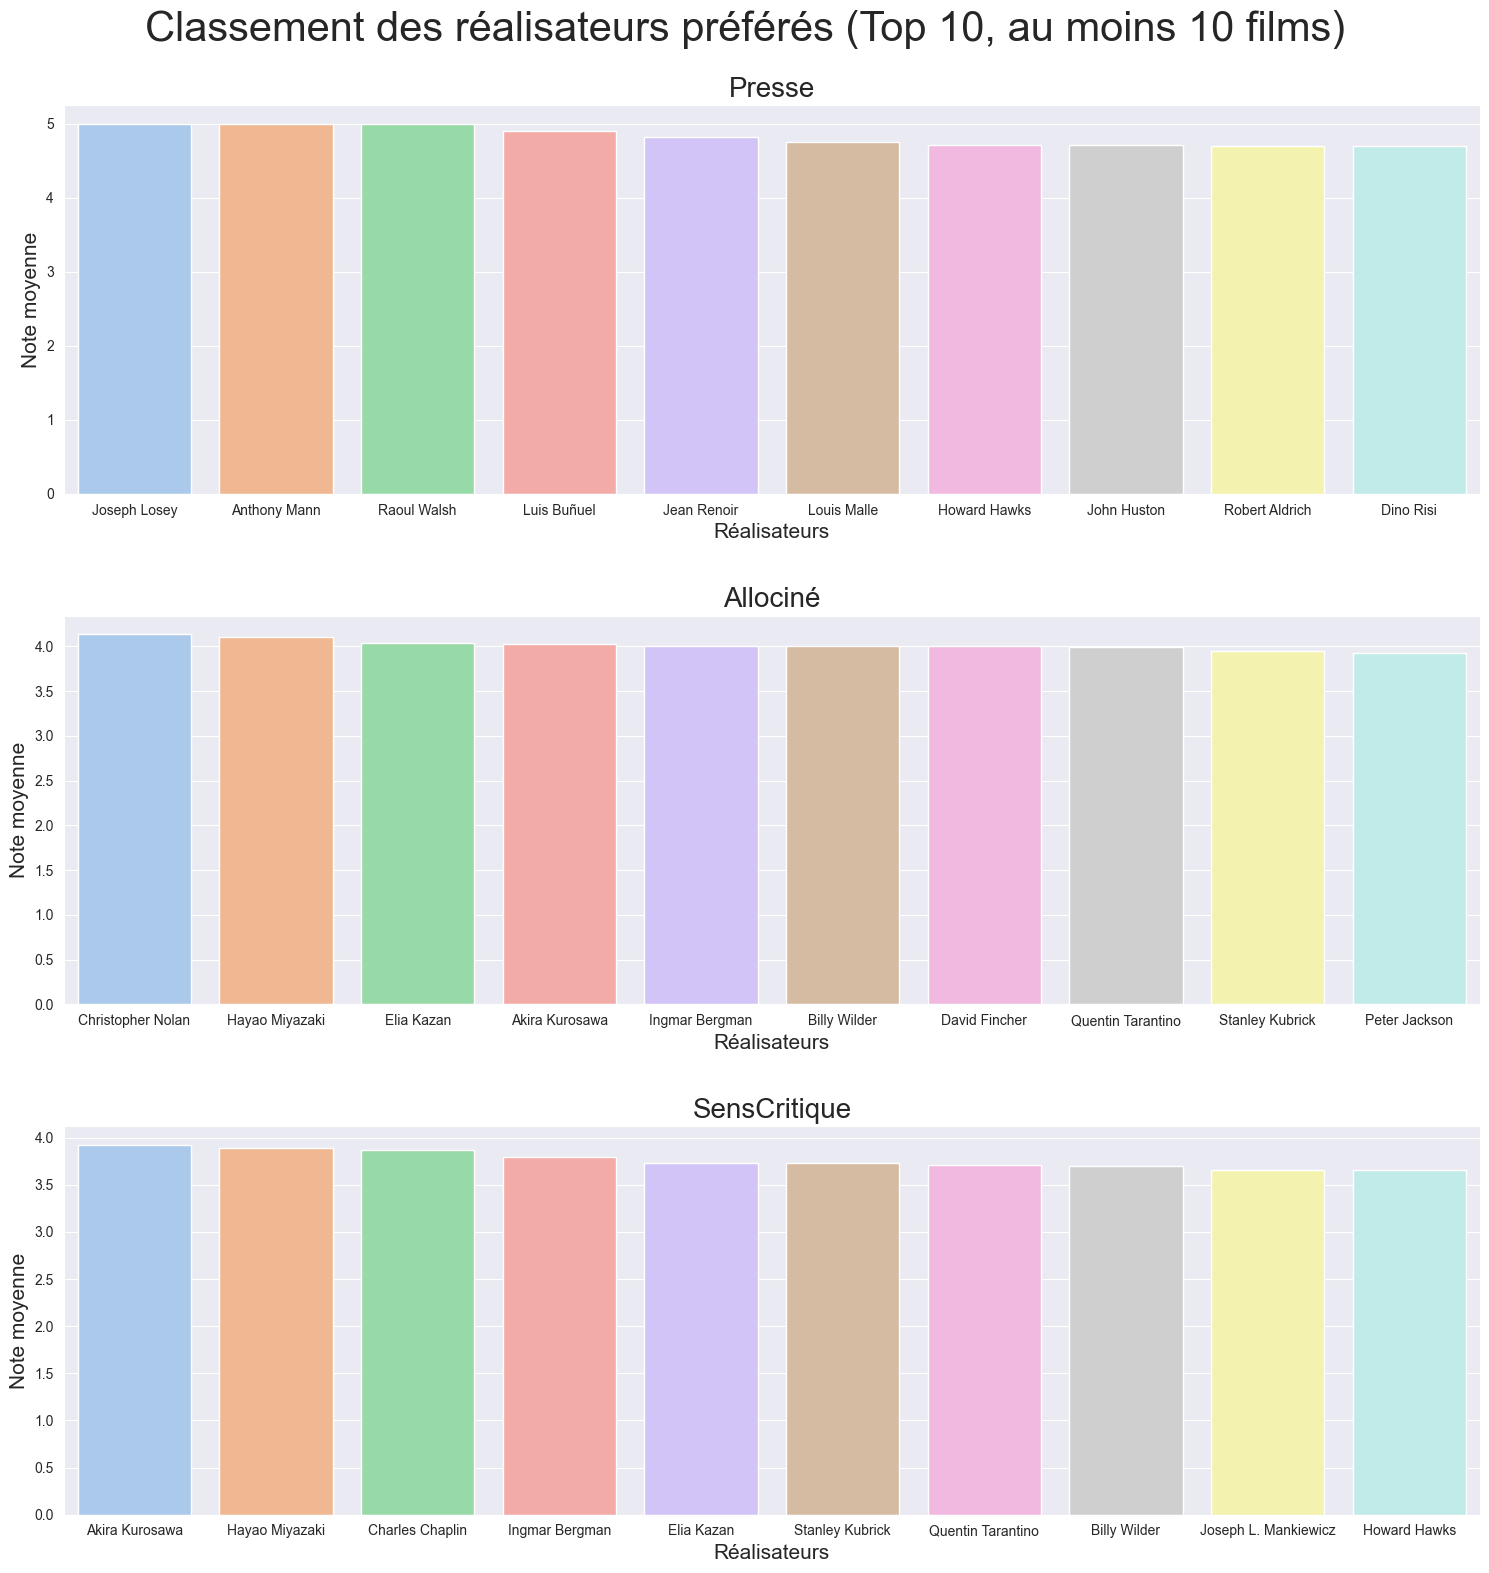 Classement des réalisateurs préférés (Top 10, au moins 10 films)
Presse
5
4
3
2
1
0
Note moyenne
Joseph Losey Anthony Mann Raoul Walsh Luis Buñuel Jean Renoir Louis Malle Howard Hawks John Huston Robert Aldrich Dino Risi
Réalisateurs
Allociné
4.0
3.5
3.0
2.5
2.0
1.5
1.0
0.5
0.0
Note moyenne
Christopher Nolan Hayao Miyazaki Elia Kazan Akira Kurosawa Ingmar Bergman Billy Wilder David Fincher Quentin Tarantino Stanley Kubrick Peter Jackson
Réalisateurs
SensCritique
4.0
3.5
3.0
2.5
2.0
1.5
1.0
0.5
0.0
Note moyenne
Akira Kurosawa Hayao Miyazaki Charles Chaplin Ingmar Bergman Elia Kazan Stanley Kubrick Quentin Tarantino Billy Wilder Joseph L. Mankiewicz Howard Hawks
Réalisateurs